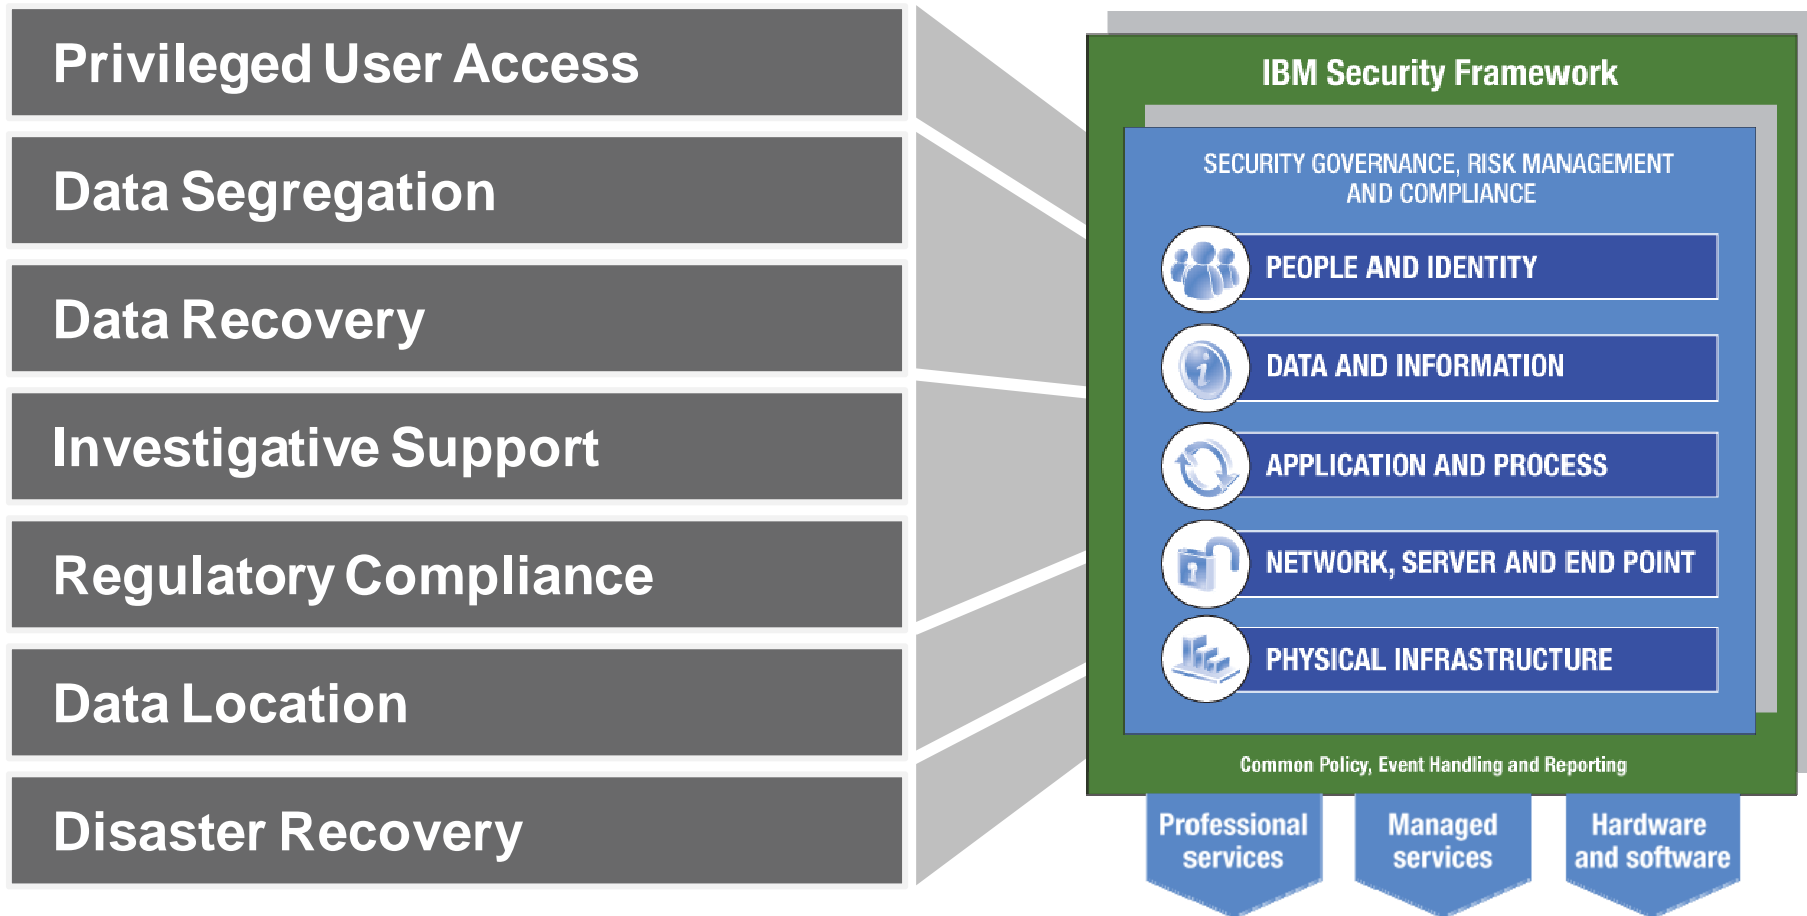 Privileged User Access
Data Segregation
Data Recovery
Investigative Support
Regulatory Compliance
Data Location
Disaster Recovery
IBM Security Framework
SECURITY GOVERNANCE, RISK MANAGEMENT
AND COMPLIANCE
PEOPLE AND IDENTITY
DATA AND INFORMATION
APPLICATION AND PROCESS
NETWORK, SERVER AND END POINT
PHYSICAL INFRASTRUCTURE
Common Policy, Event Handling and Reporting
Professional
services
Managed
services
Hardware
and software